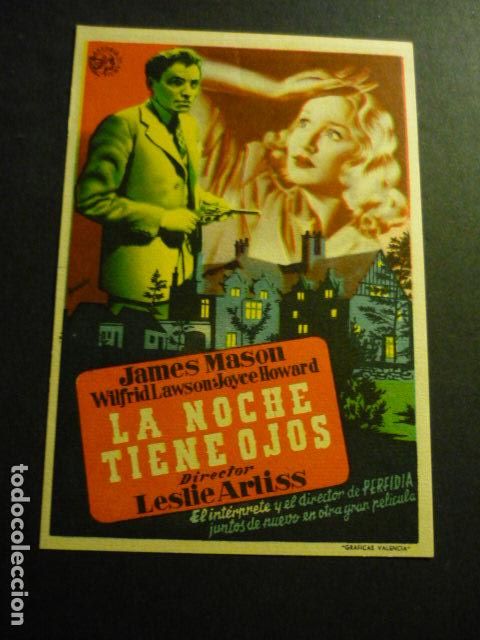 James Mason
Wilfrid Lawson·Joyce Howard
LA NOCHE
TIENE OJOS
Director
Leslie Arliss
El intérprete y el director de PERFIDIA
juntos de nuevo en otra gran película
"GRAFICAS VALENCIA"
todocoleccion.net